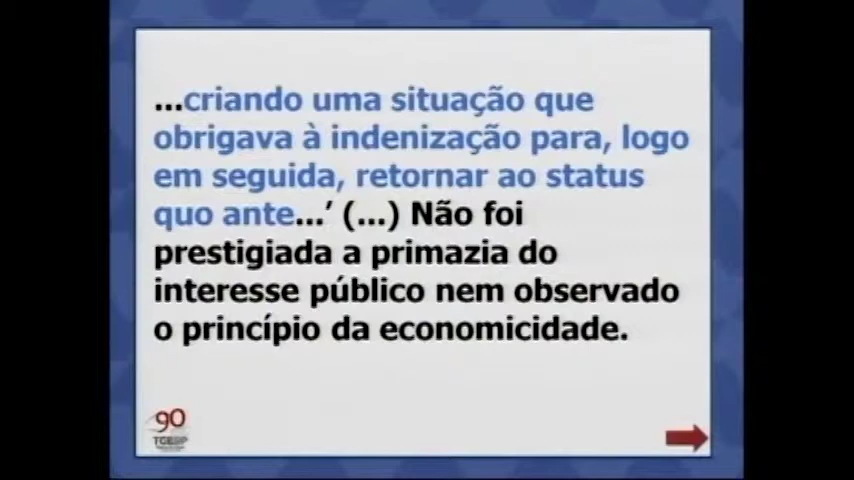 ...criando uma situação que
obrigava à indenização para, logo
em seguida, retornar ao status
quo ante...’ (...) Não foi
prestigiada a primazia do
interesse público nem observado
o princípio da economicidade.
90
TCESP